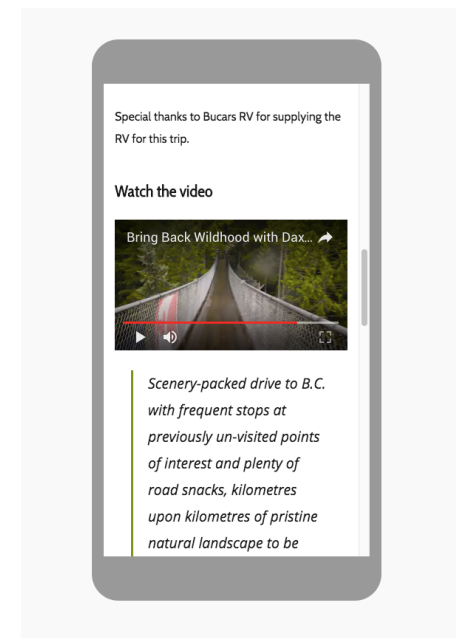 Special thanks to Bucars RV for supplying the
RV for this trip.
Watch the video
Bring Back Wildhood with Dax...
Scenery-packed drive to B.C.
with frequent stops at
previously un-visited points
of interest and plenty of
road snacks, kilometres
upon kilometres of pristine
natural landscape to be